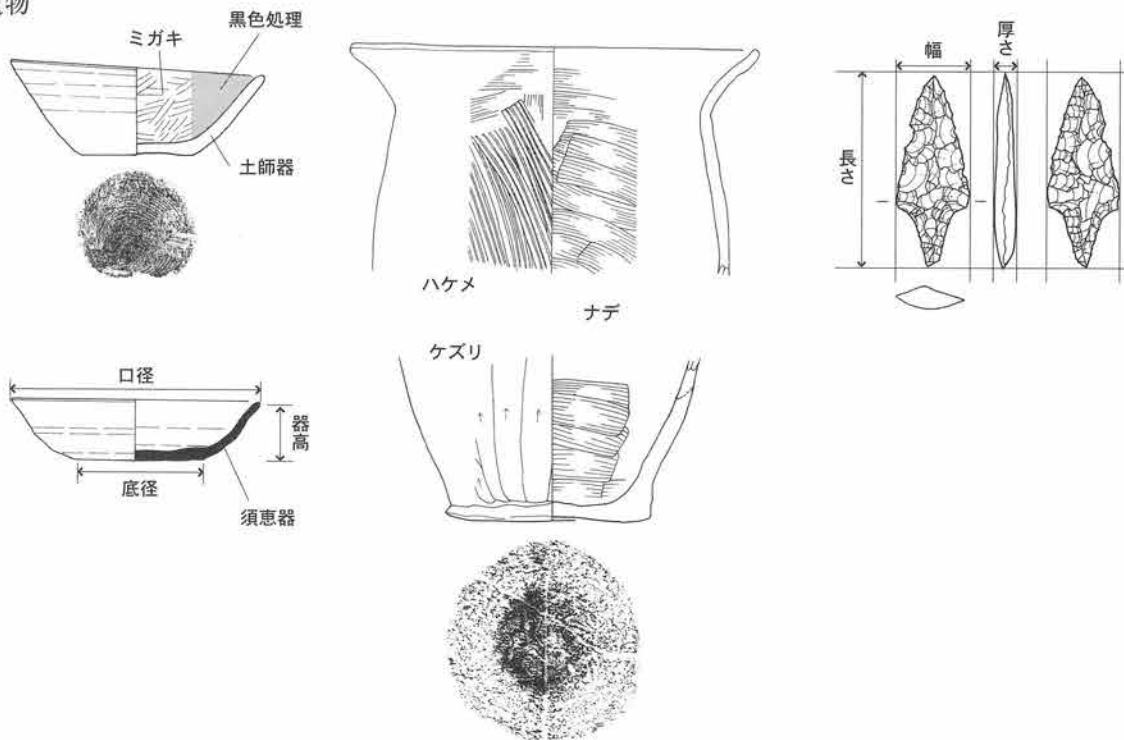 物
黒色処理
ミガキ
土師器
ハケメ
ナデ
ケズリ
口径
器高
底径
須恵器
幅
厚さ
長さ